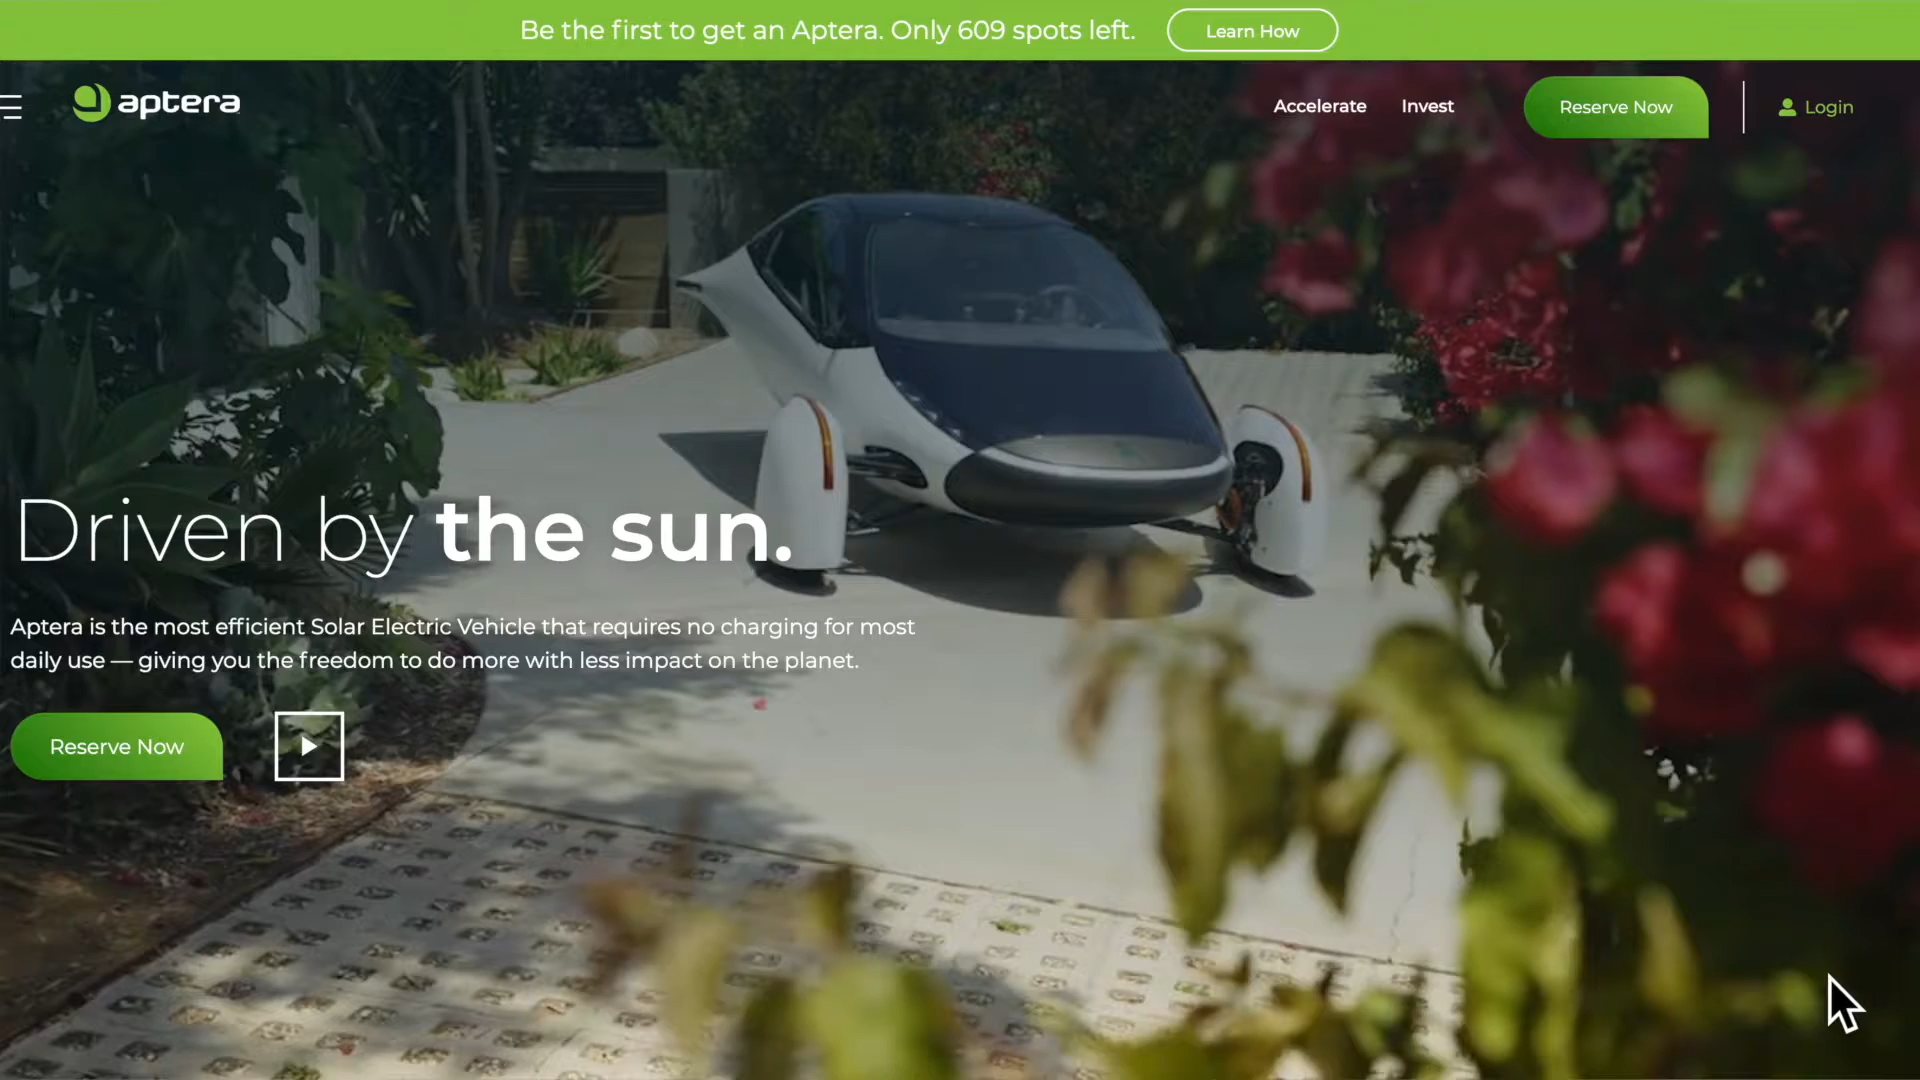 Be the first to get an Aptera. Only 609 spots left.
Learn How
aptera
Accelerate
Invest
Reserve Now
Login
Driven by the sun.
Aptera is the most efficient Solar Electric Vehicle that requires no charging for most
daily use — giving you the freedom to do more with less impact on the planet.
Reserve Now